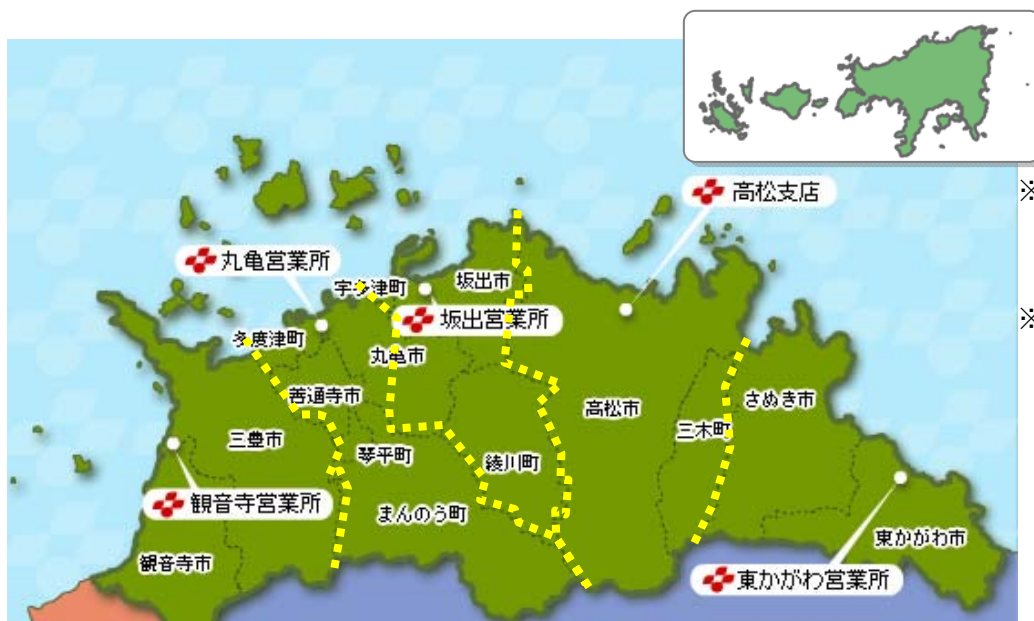 ※
高松支店
丸亀営業所
宇多津町
坂出市
※
坂出営業所
多度津町
丸亀市
善通寺市
さぬき市
高松市
三木町
三豊市
琴平町
綾川町
観音寺営業所
まんのう町
東かがわ市
観音寺市
東かがわ営業所